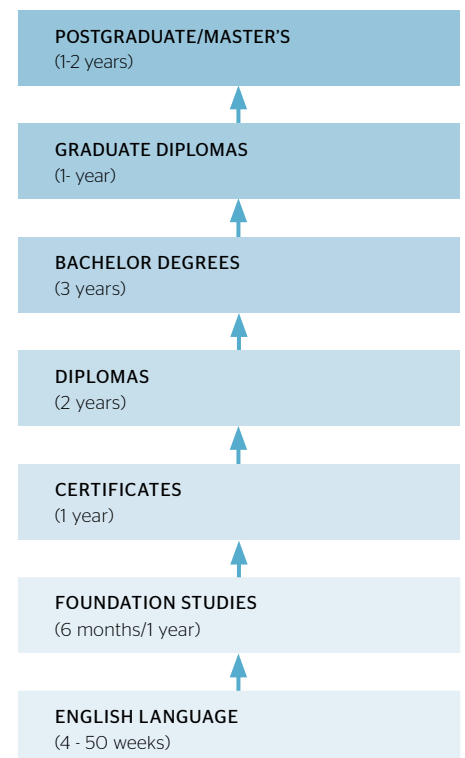 POSTGRADUATE/MASTER’S
(1-2 years)
GRADUATE DIPLOMAS
(1- year)
BACHELOR DEGREES
(3 years)
DIPLOMAS
(2 years)
CERTIFICATES
(1 year)
FOUNDATION STUDIES
(6 months/1 year)
ENGLISH LANGUAGE
(4 - 50 weeks)